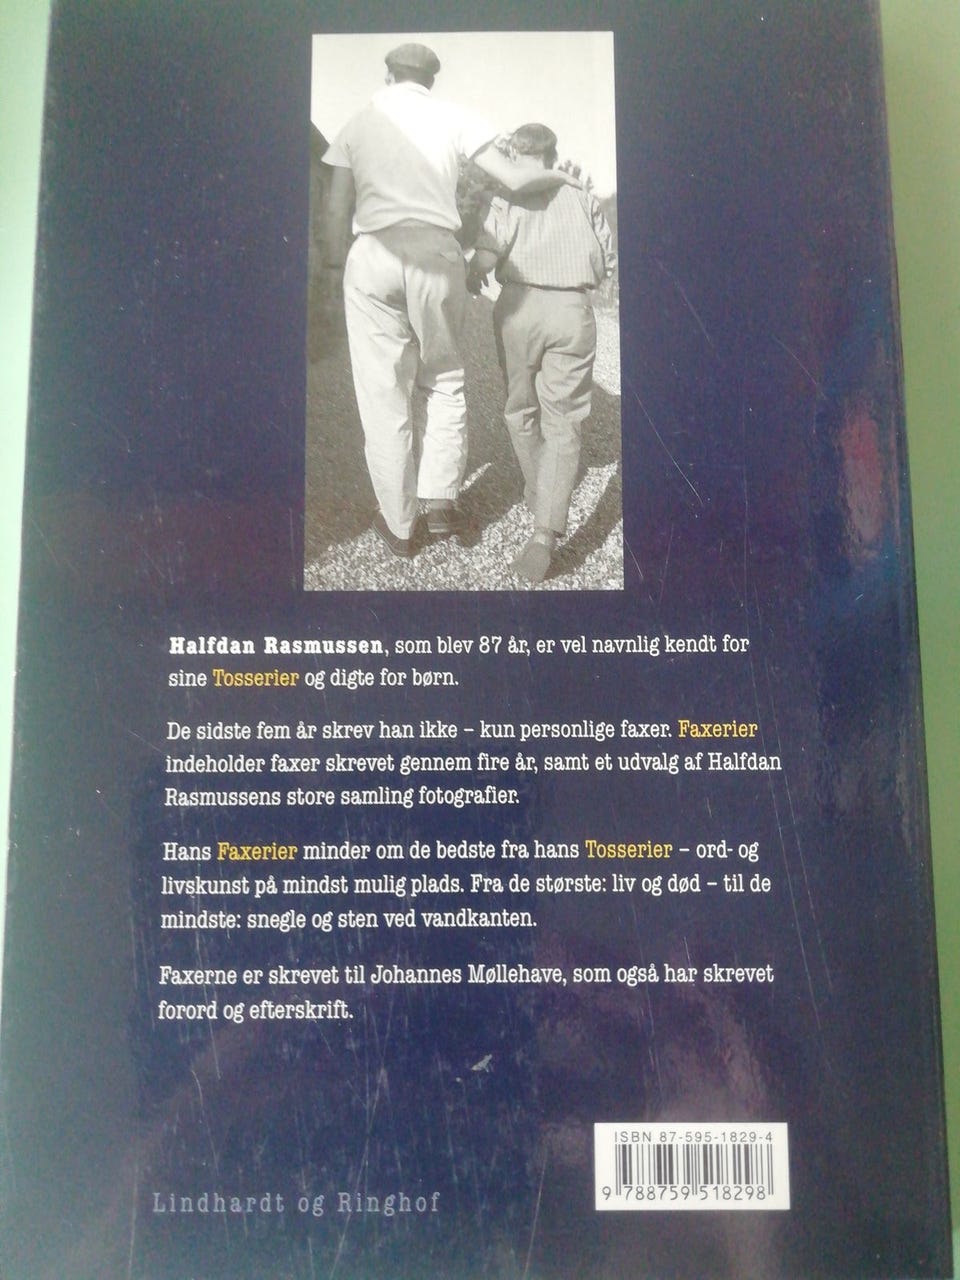 Halfdan Rasmussen, som blev 87 år, er vel navnlig kendt for
sine Tosserier og digte for børn.
De sidste fem år skrev han ikke – kun personlige faxer. Faxerier
indeholder faxer skrevet gennem fire år, samt et udvalg af Halfdan
Rasmussens store samling fotografier.
Hans Faxerier minder om de bedste fra hans Tosserier – ord- og
livskunst på mindst mulig plads. Fra de største: liv og død – til de
mindste: snegle og sten ved vandkanten.
Faxerne er skrevet til Johannes Møllehave, som også har skrevet
forord og efterskrift.
ISBN 87-595-1829-4
9 788759 518298
Lindhardt og Ringhof